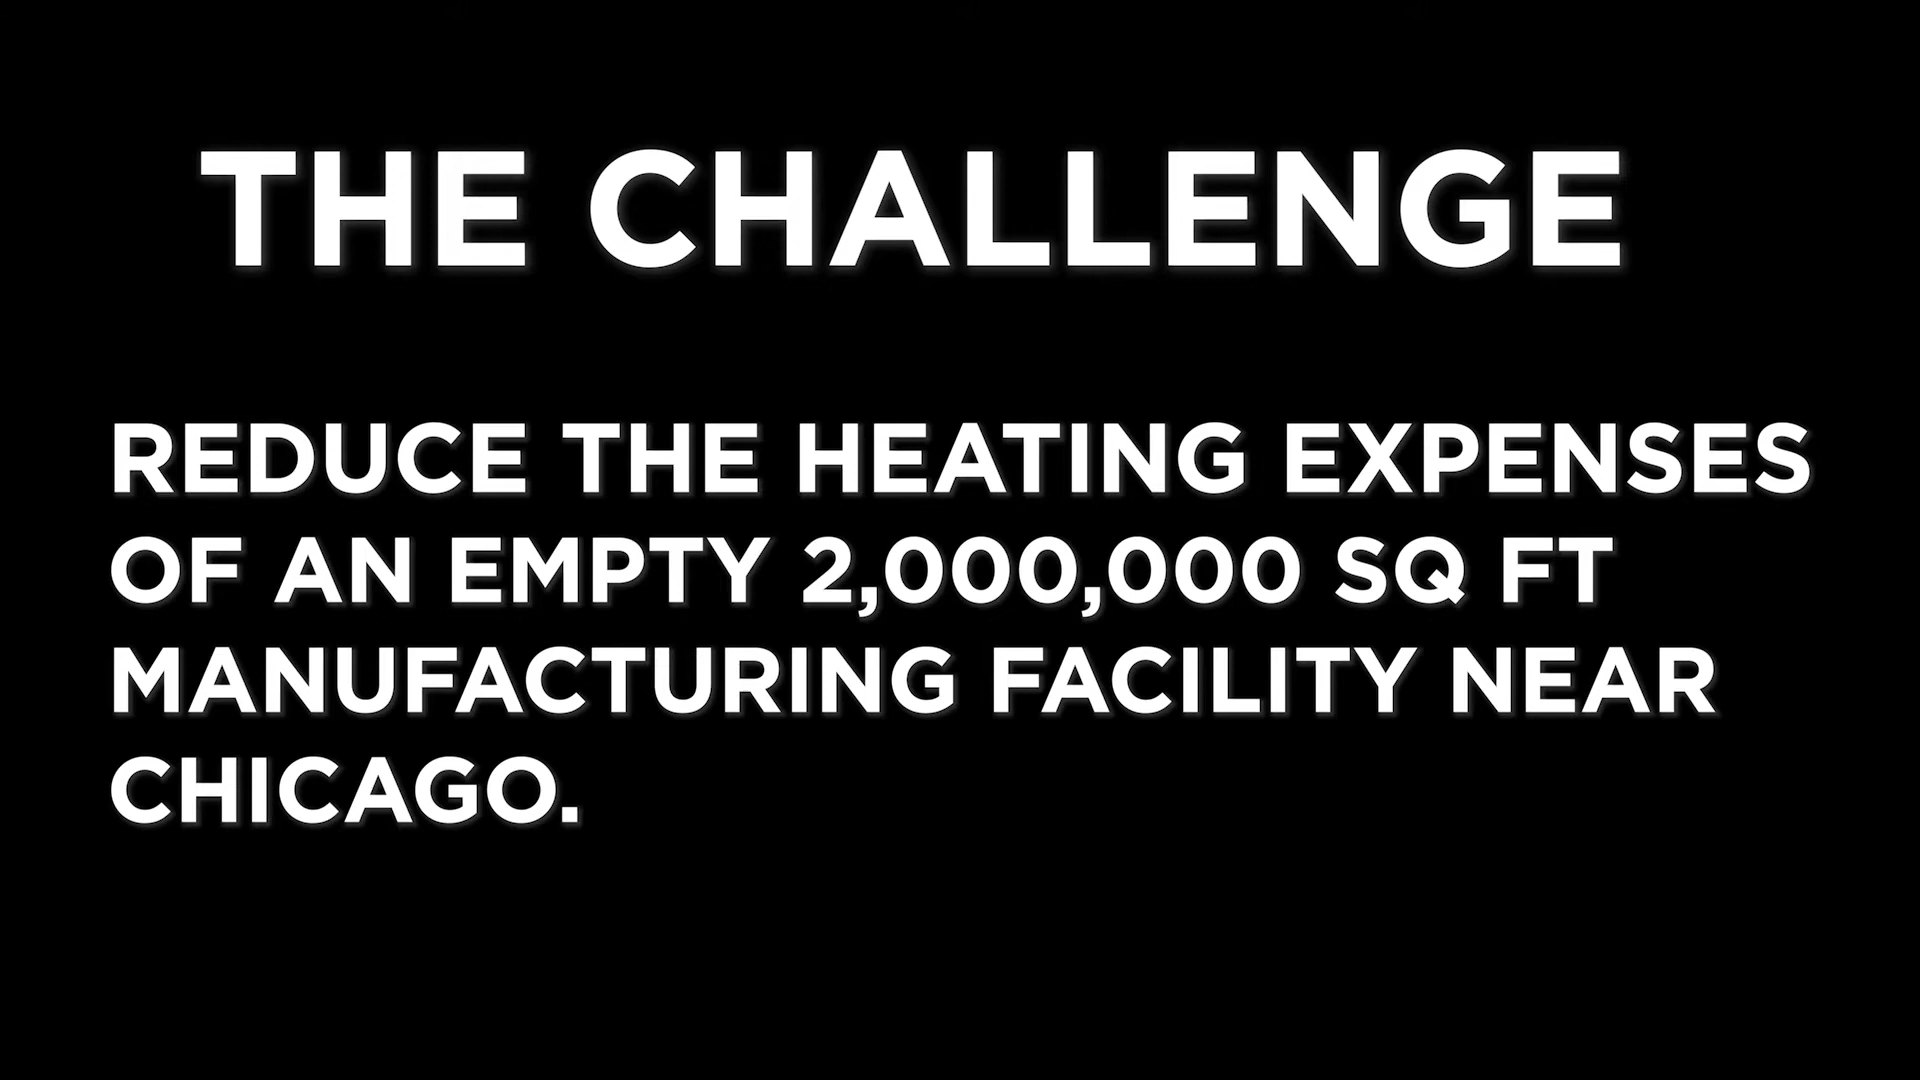 THE CHALLENGE
REDUCE THE HEATING EXPENSES
OF AN EMPTY 2,000,000 SQ FT
MANUFACTURING FACILITY NEAR
CHICAGO.